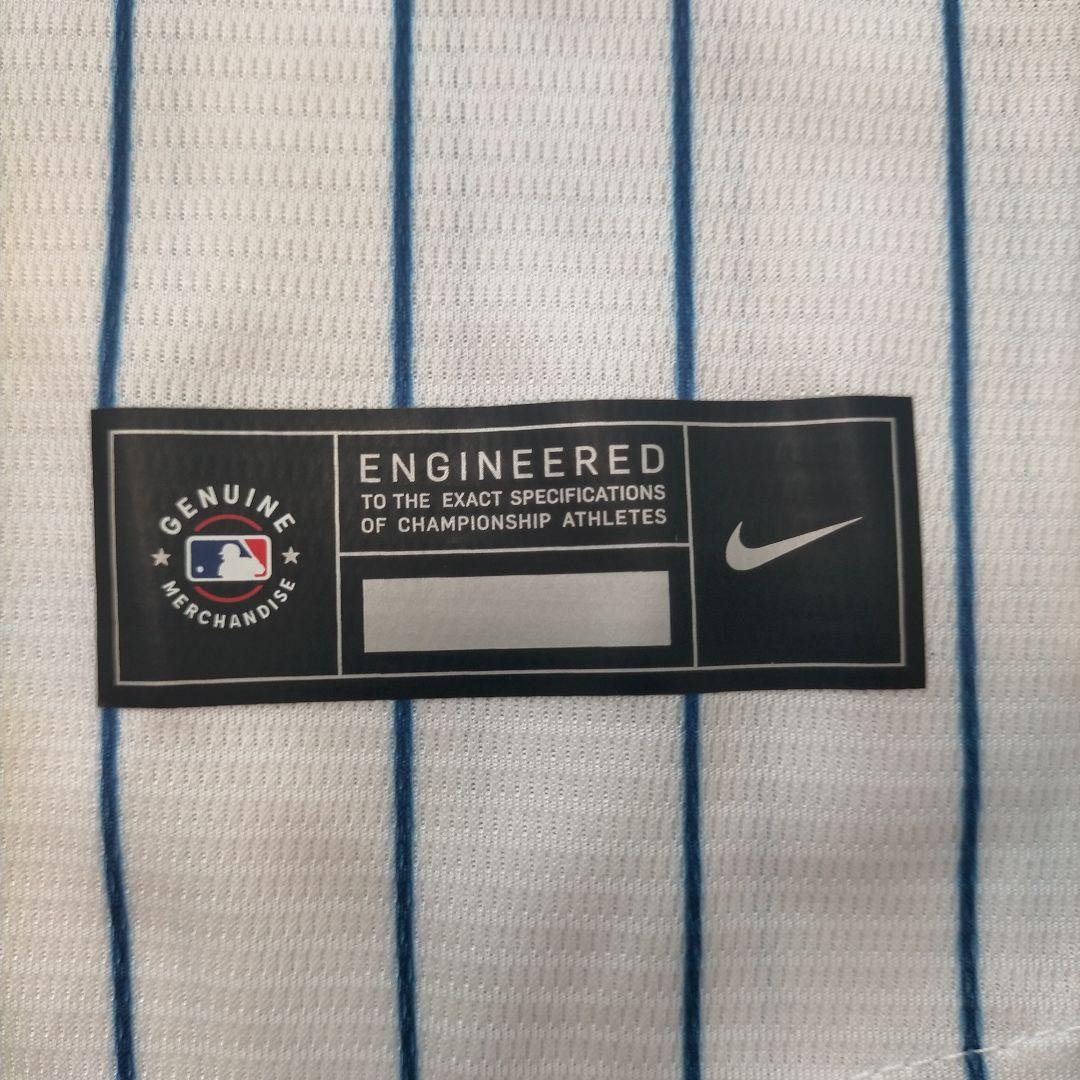 GENUINE
MERCHANDISE
ENGINEERED
TO THE EXACT SPECIFICATIONS
OF CHAMPIONSHIP ATHLETES